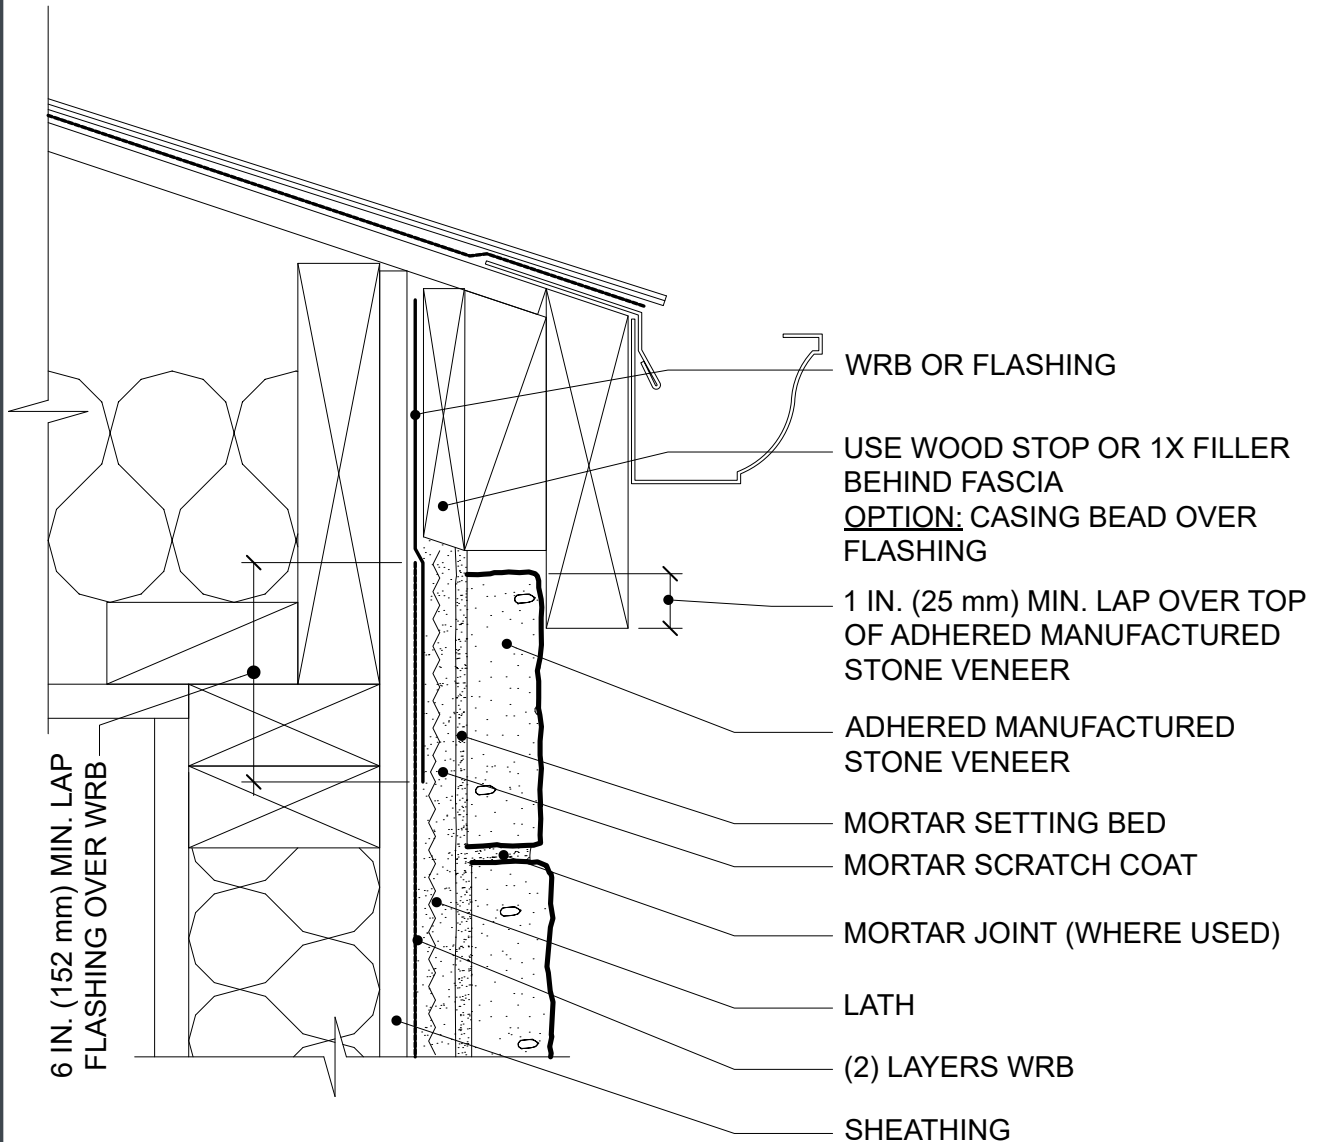 WRB OR FLASHING
USE WOOD STOP OR 1X FILLER
BEHIND FASCIA
OPTION: CASING BEAD OVER
FLASHING
1 IN. (25 mm) MIN. LAP OVER TOP
OF ADHERED MANUFACTURED
STONE VENEER
ADHERED MANUFACTURED
STONE VENEER
MORTAR SETTING BED
MORTAR SCRATCH COAT
MORTAR JOINT (WHERE USED)
LATH
(2) LAYERS WRB
SHEATHING
6 IN. (152 mm) MIN. LAP
FLASHING OVER WRB